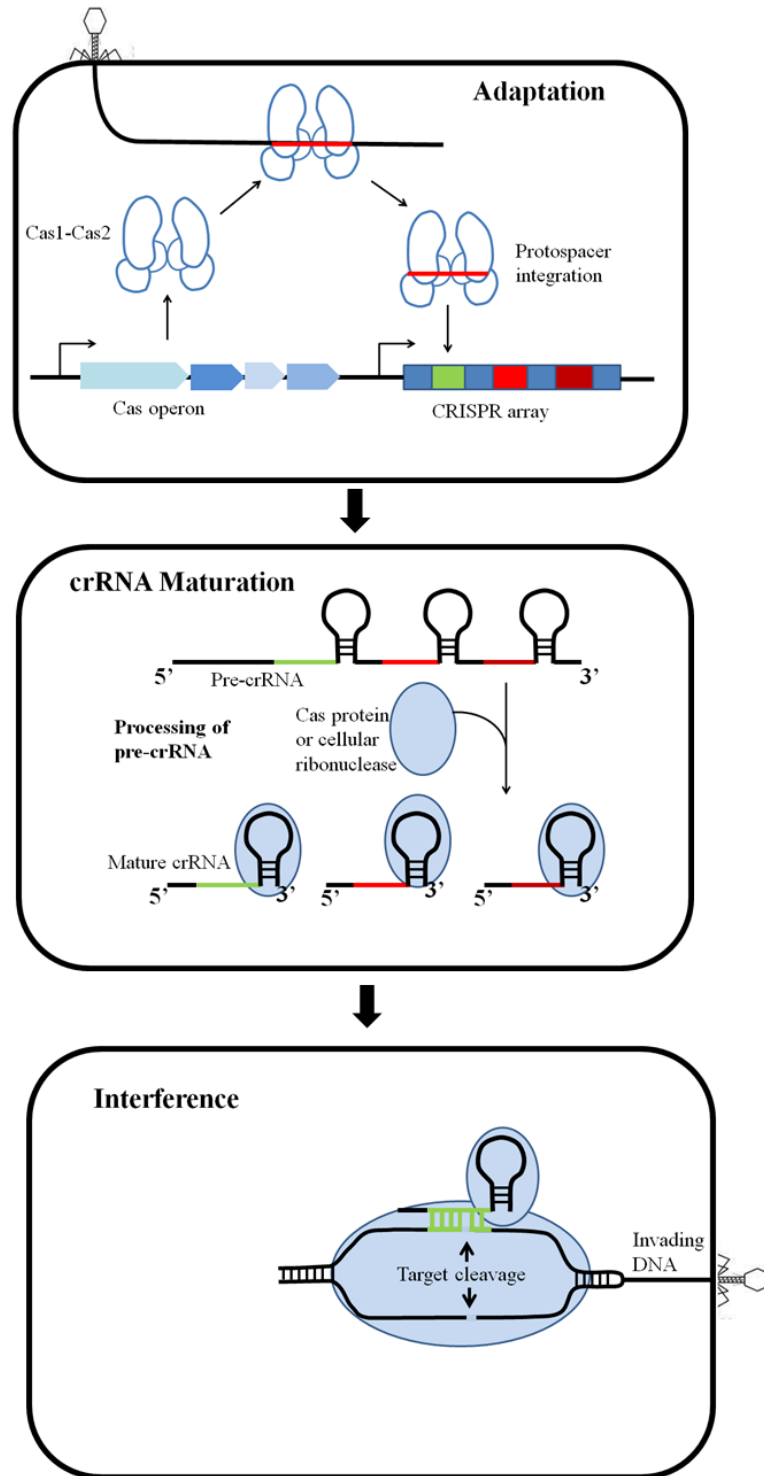 Adaptation
Cas1-Cas2
Protospacer
integration
Cas operon
CRISPR array
crRNA Maturation
5’
Pre-crRNA
3’
Processing of
pre-crRNA
Cas protein
or cellular
ribonuclease
Mature crRNA
5’
3’
5’
3’
5’
3’
Interference
Invading
DNA
Target cleavage